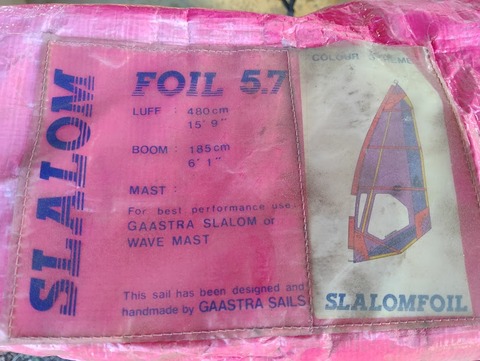 SLALOM
FOIL 5.7
LUFF : 480cm
15' 9"
BOOM : 185cm
6' 1"
MAST :
For best performance use
GAASTRA SLALOM or
WAVE MAST
This sail has been designed and
handmade by GAASTRA SAILS
COLOUR
SLALOMFOIL